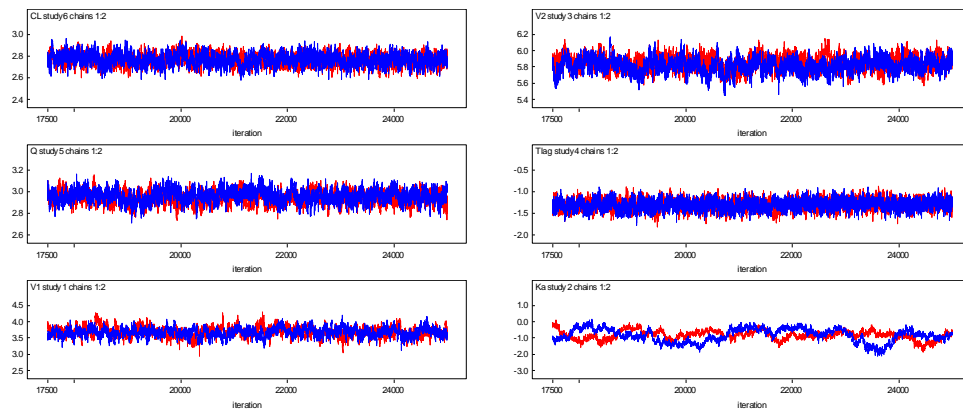 CL study6 chains 1:2
3.0
2.8
2.6
2.4
17500 20000 22000 24000
iteration
V2 study 3 chains 1:2
6.2
6.0
5.8
5.6
5.4
17500 20000 22000 24000
iteration
Q study5 chains 1:2
3.2
3.0
2.8
2.6
17500 20000 22000 24000
iteration
Tlag study4 chains 1:2
-0.5
-1.0
-1.5
-2.0
17500 20000 22000 24000
iteration
V1 study 1 chains 1:2
4.5
4.0
3.5
3.0
2.5
17500 20000 22000 24000
iteration
Ka study 2 chains 1:2
1.0
0.0
-1.0
-2.0
-3.0
17500 20000 22000 24000
iteration